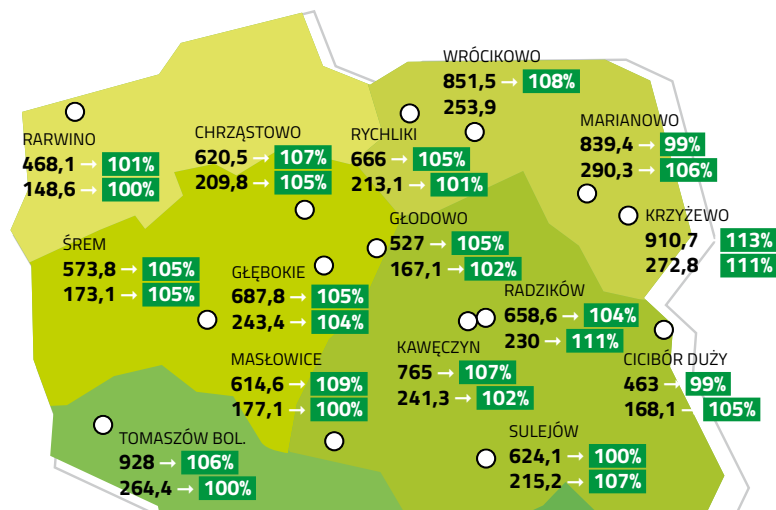 WRÓCIKOWO
851,5 → 108%
253,9
MARIANOWO
839,4 → 99%
290,3 → 106%
RARWINO
468,1 → 101%
148,6 → 100%
CHRZĄSTOWO
620,5 → 107%
209,8 → 105%
RYCHLIKI
666 → 105%
213,1 → 101%
KRZYŻEWO
910,7 113%
272,8 111%
GŁODOWO
527 → 105%
167,1 → 102%
ŚREM
573,8 → 105%
173,1 → 105%
GŁĘBOKIE
687,8 → 105%
243,4 → 104%
RADZIKÓW
658,6 → 104%
230 → 111%
MASŁOWICE
614,6 → 109%
177,1 → 100%
KAWĘCZYN
765 → 107%
241,3 → 102%
CICIBÓR DUŻY
463 → 99%
168,1 → 105%
TOMASZÓW BOL.
928 → 106%
264,4 → 100%
SULEJÓW
624,1 → 100%
215,2 → 107%